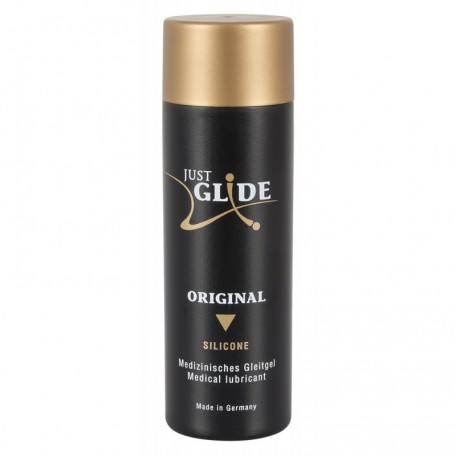 JUST
GLIDE
ORIGINAL
SILICONE
Medizinisches Gleitgel
Medical lubricant
Made in Germany